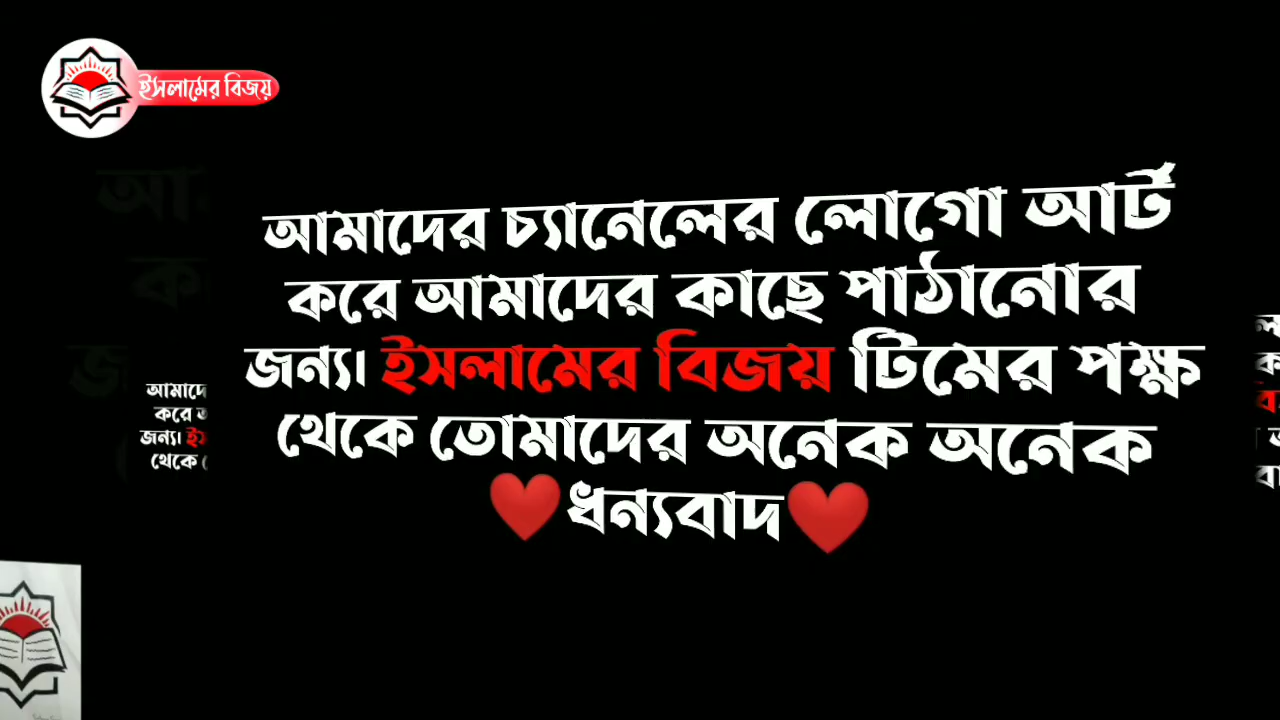 ইসলামের বিজয়
আমাদের চ্যানেলের লোগো আর্ট
করে আমাদের কাছে পাঠানোর
জন্য। ইসলামের বিজয় টিমের পক্ষ
থেকে তোমাদের অনেক অনেক
❤️ধন্যবাদ❤️